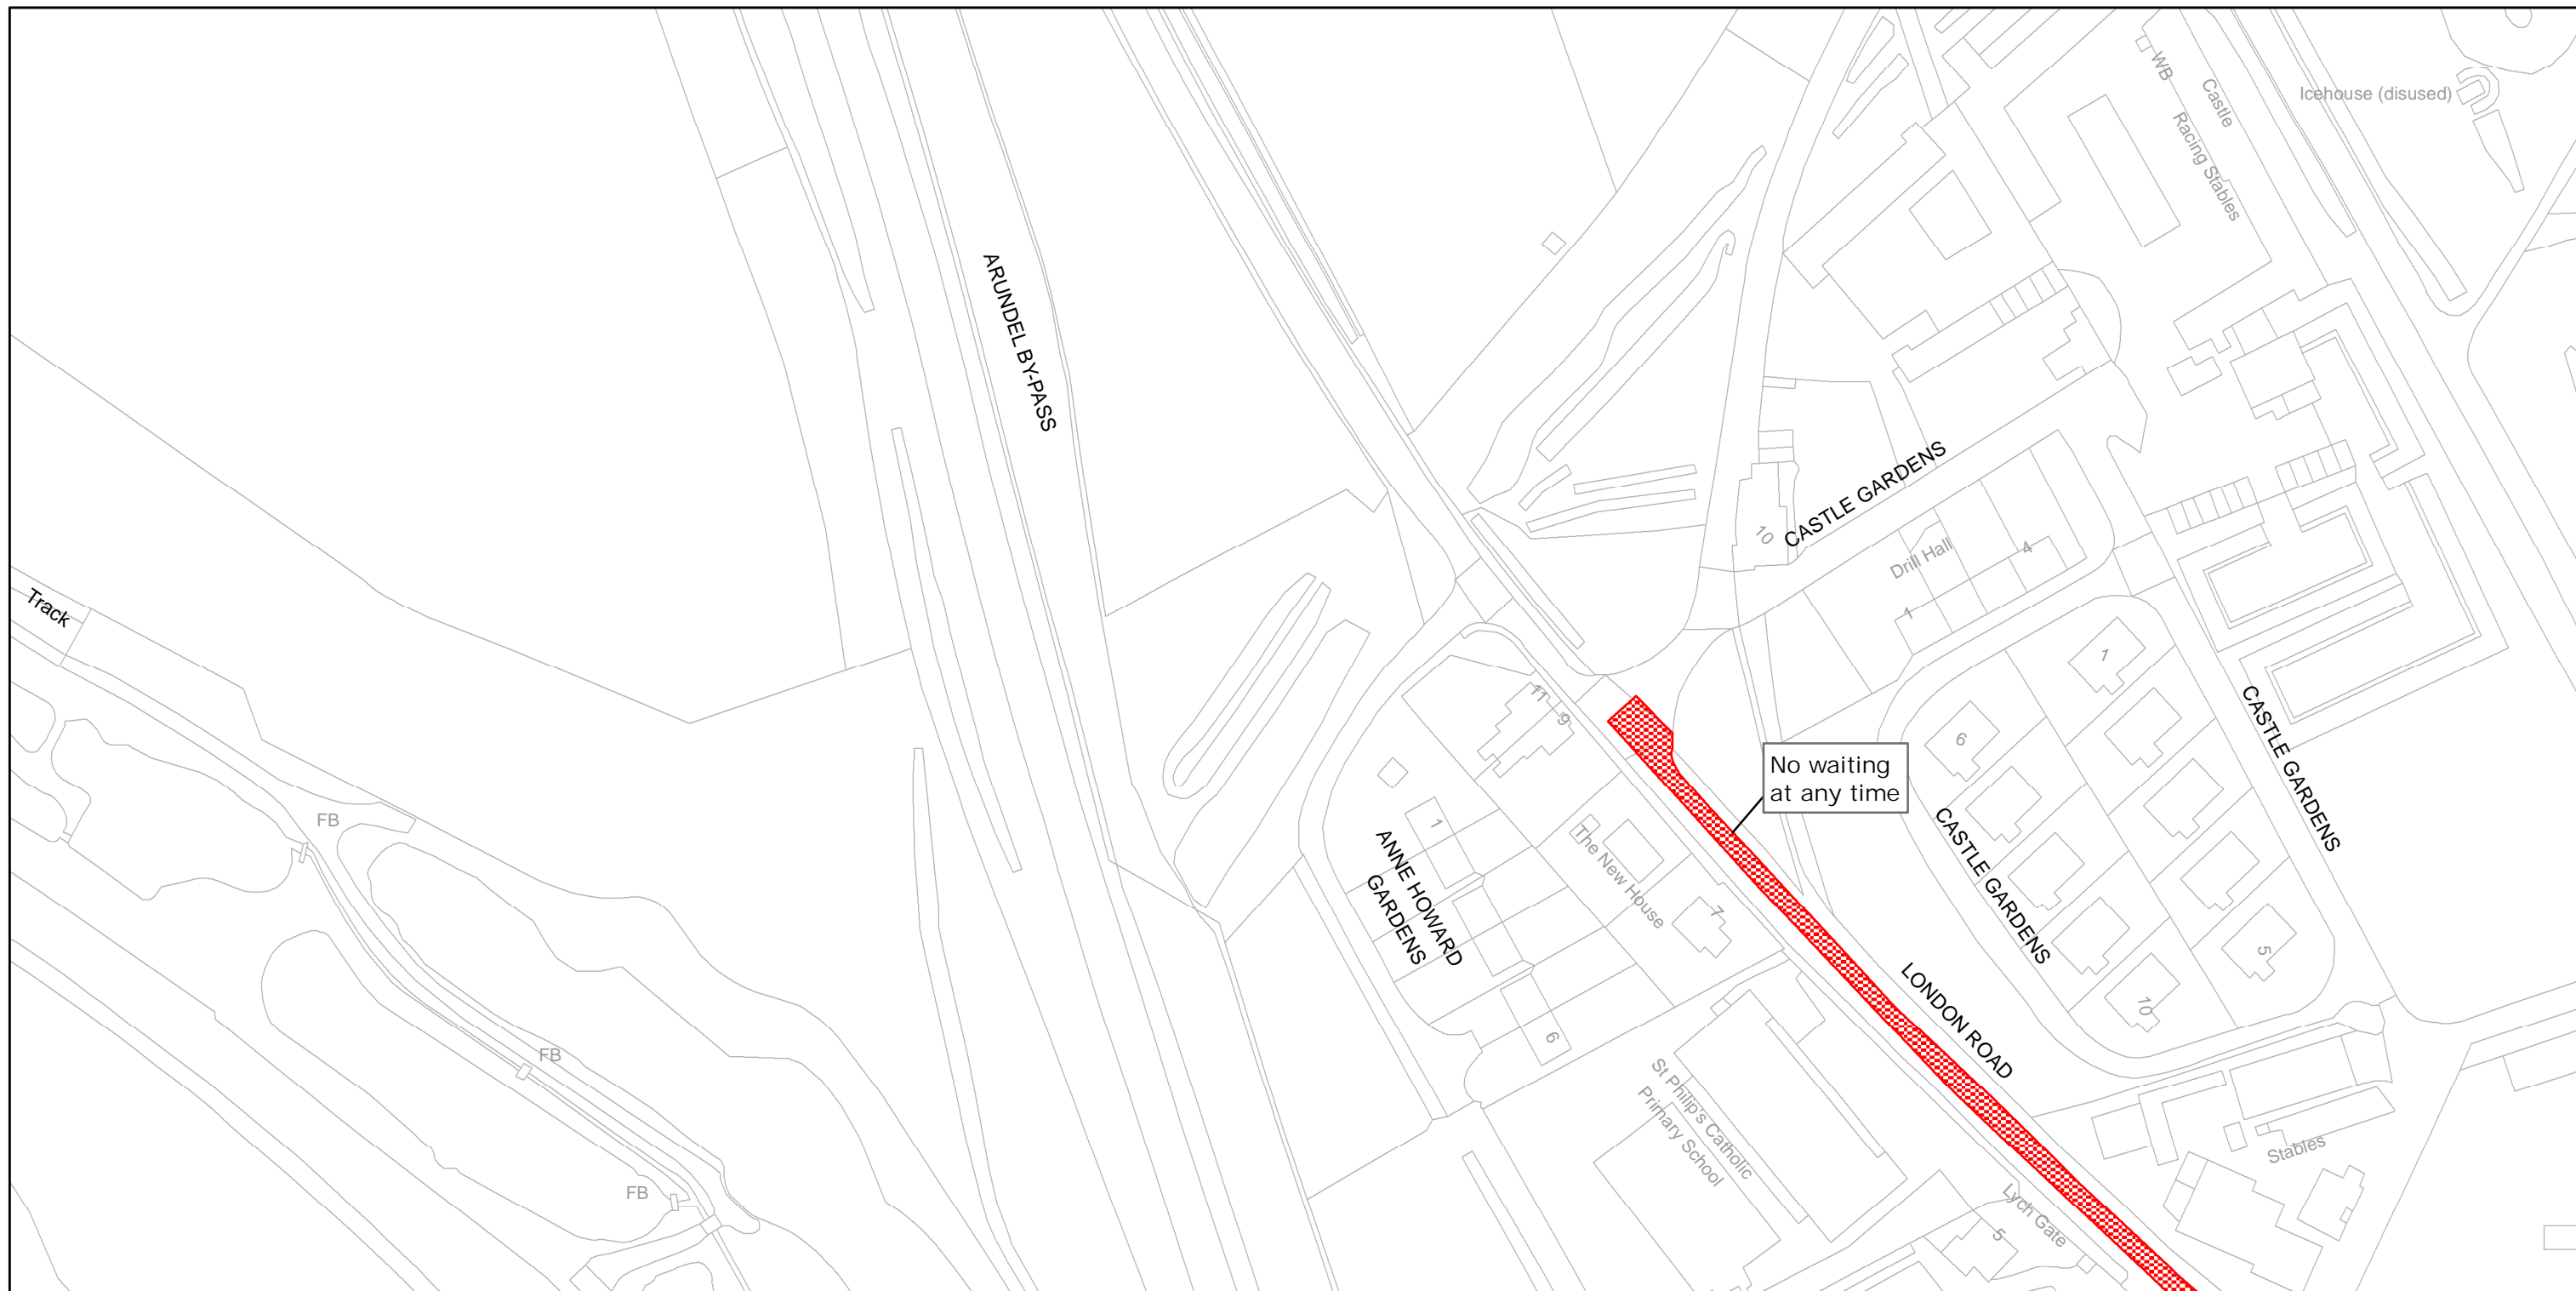 Icehouse (disused)
WB
Castle
Racing Stables
ARUNDEL BY-PASS
CASTLE GARDENS
10
Drill Hall
4
1
Track
1
11
9
6
CASTLE GARDENS
No waiting
at any time
FB
1
ANNE HOWARD
GARDENS
The New House
7
CASTLE GARDENS
5
10
LONDON ROAD
FB
6
St Philip's Catholic
Primary School
Stables
FB
Lych Gate
5